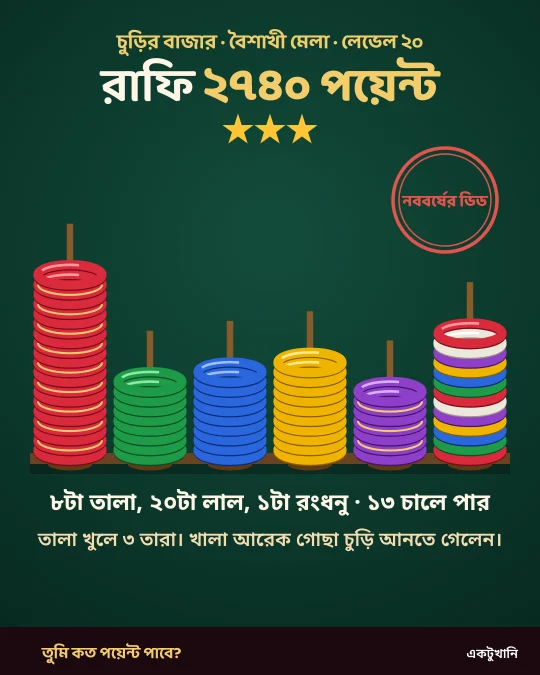 চুড়ির বাজার · বৈশাখী মেলা · লেভেল ২০
রাফি ২৭৪০ পয়েন্ট
নববর্ষের ভিড
৮টা তালা, ২০টা লাল, ১টা রংধনু · ১৩ চালে পার
তালা খুলে ৩ তারা। খালা আরেক গোছা চুড়ি আনতে গেলেন।
তুমি কত পয়েন্ট পাবে?
একটুখানি